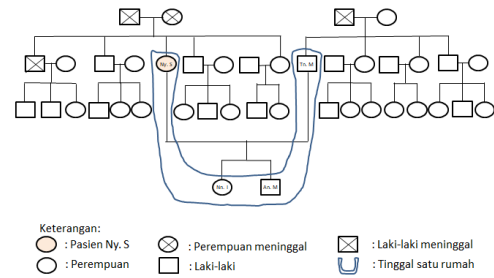 Ny. S
Tn. M
Nn. I
An. M
Keterangan:
: Pasien Ny. S
: Perempuan meninggal
: Laki-laki meninggal
: Perempuan
: Laki-laki
: Tinggal satu rumah